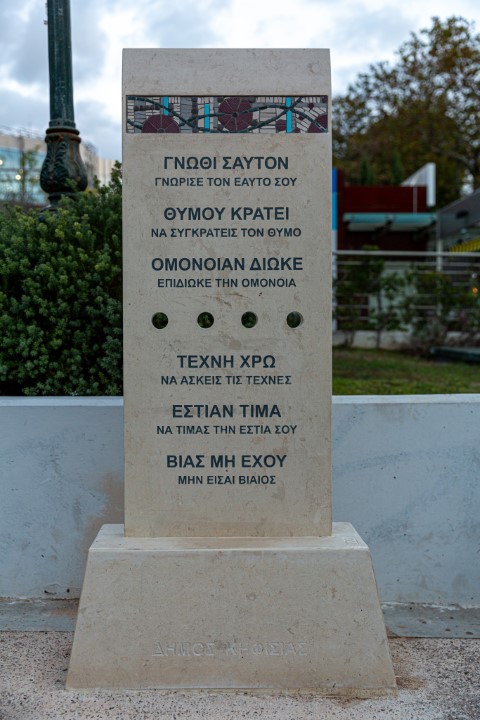 ΓΝΩΘΙ ΣΑΥΤΟΝ
ΓΝΩΡΙΣΕ ΤΟΝ ΕΑΥΤΟ ΣΟΥ
ΘΥΜΟΥ ΚΡΑΤΕΙ
ΝΑ ΣΥΓΚΡΑΤΕΙΣ ΤΟΝ ΘΥΜΟ
ΟΜΟΝΟΙΑΝ ΔΙΩΚΕ
ΕΠΙΔΙΩΚΕ ΤΗΝ ΟΜΟΝΟΙΑ
ΤΕΧΝΗ ΧΡΩ
ΝΑ ΑΣΚΕΙΣ ΤΙΣ ΤΕΧΝΕΣ
ΕΣΤΙΑΝ ΤΙΜΑ
ΝΑ ΤΙΜΑΣ ΤΗΝ ΕΣΤΙΑ ΣΟΥ
ΒΙΑΣ ΜΗ ΕΧΟΥ
ΜΗΝ ΕΙΣΑΙ ΒΙΑΙΟΣ
ΔΗΜΟΣ ΚΗΦΙΣΙΑΣ